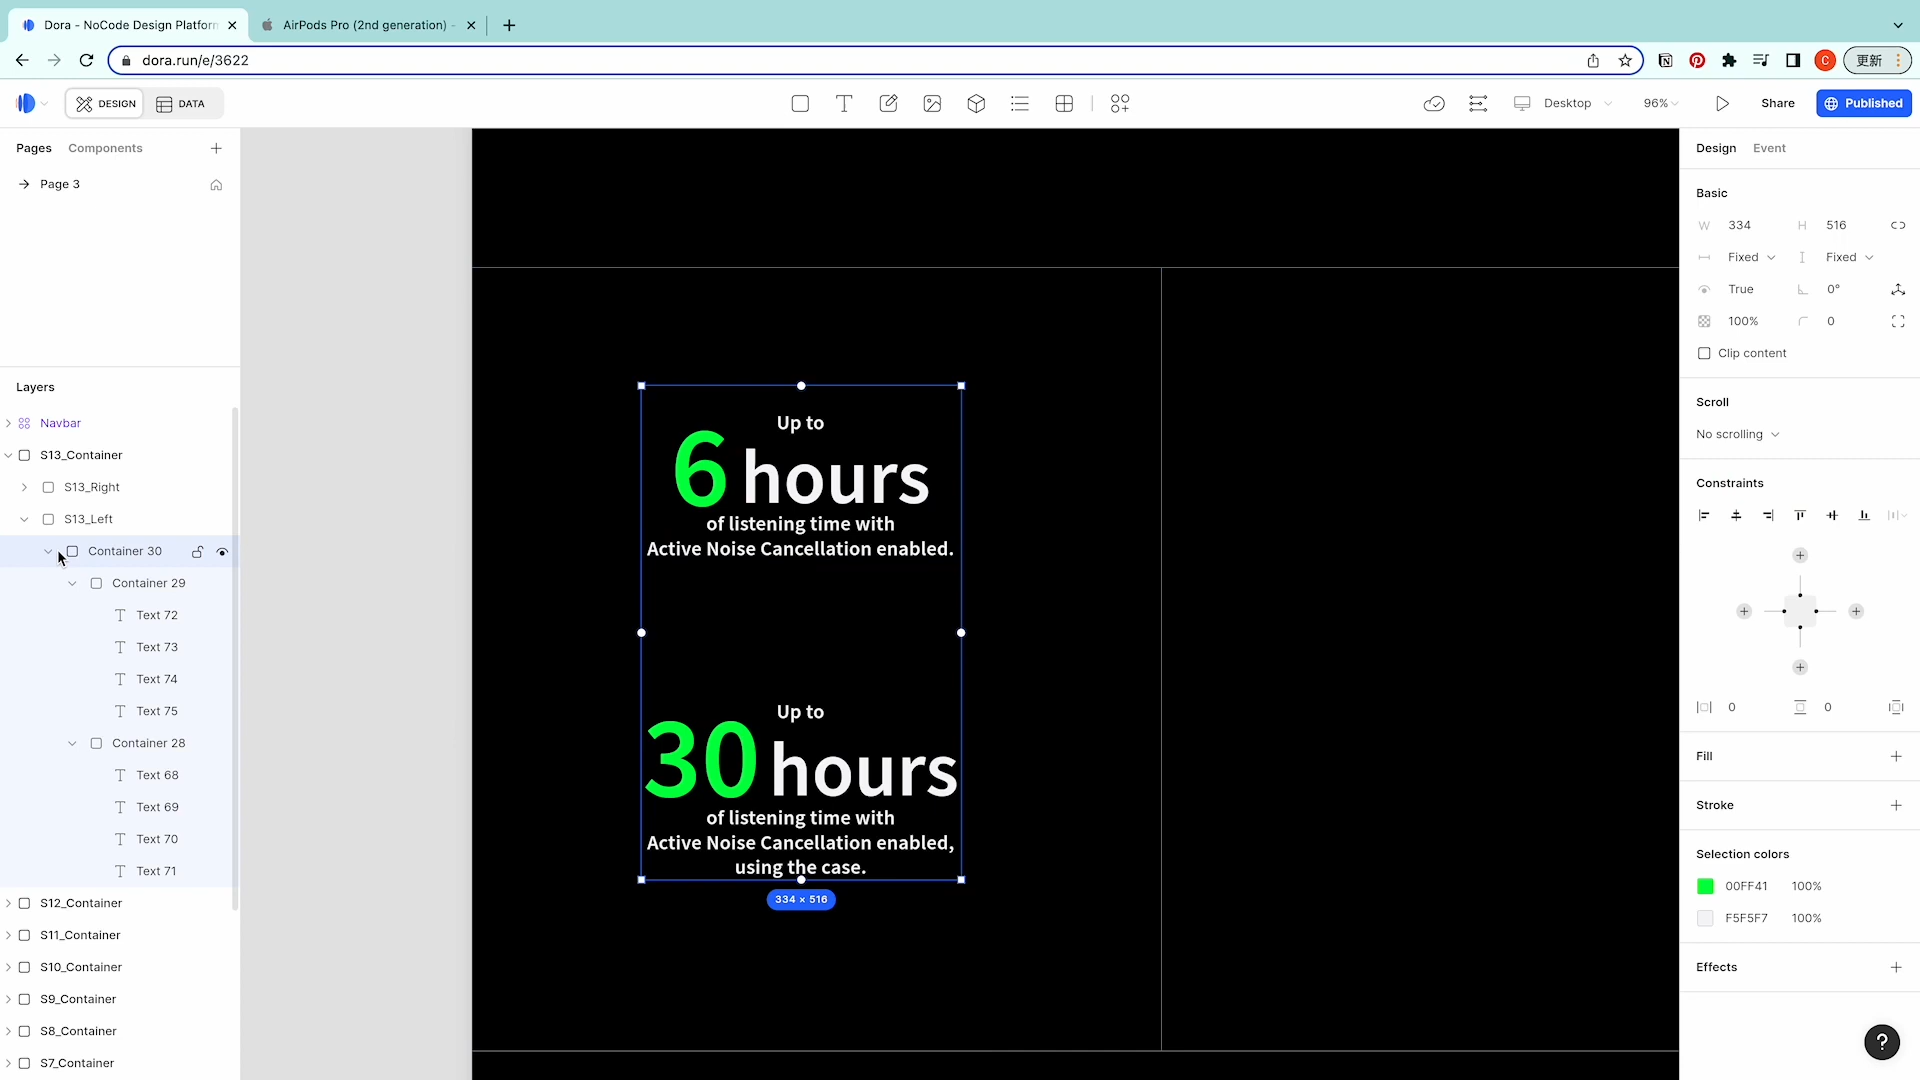 Dora - NoCode Design Platform
AirPods Pro (2nd generation) -
dora.run/e/3622
C
更新
DESIGN
DATA
Desktop
96%
Share
Published
Pages
Components
Page 3
Layers
Navbar
S13_Container
S13_Right
S13_Left
Container 30
Container 29
Text 72
Text 73
Text 74
Text 75
Container 28
Text 68
Text 69
Text 70
Text 71
S12_Container
S11_Container
S10_Container
S9_Container
S8_Container
S7_Container
Up to
6 hours
of listening time with
Active Noise Cancellation enabled.
Up to
30 hours
of listening time with
Active Noise Cancellation enabled,
using the case.
334 × 516
Design
Event
Basic
W 334 H 516
Fixed Fixed
True 0°
100% 0
Clip content
Scroll
No scrolling
Constraints
0 0
Fill
Stroke
Selection colors
00FF41 100%
F5F5F7 100%
Effects
?